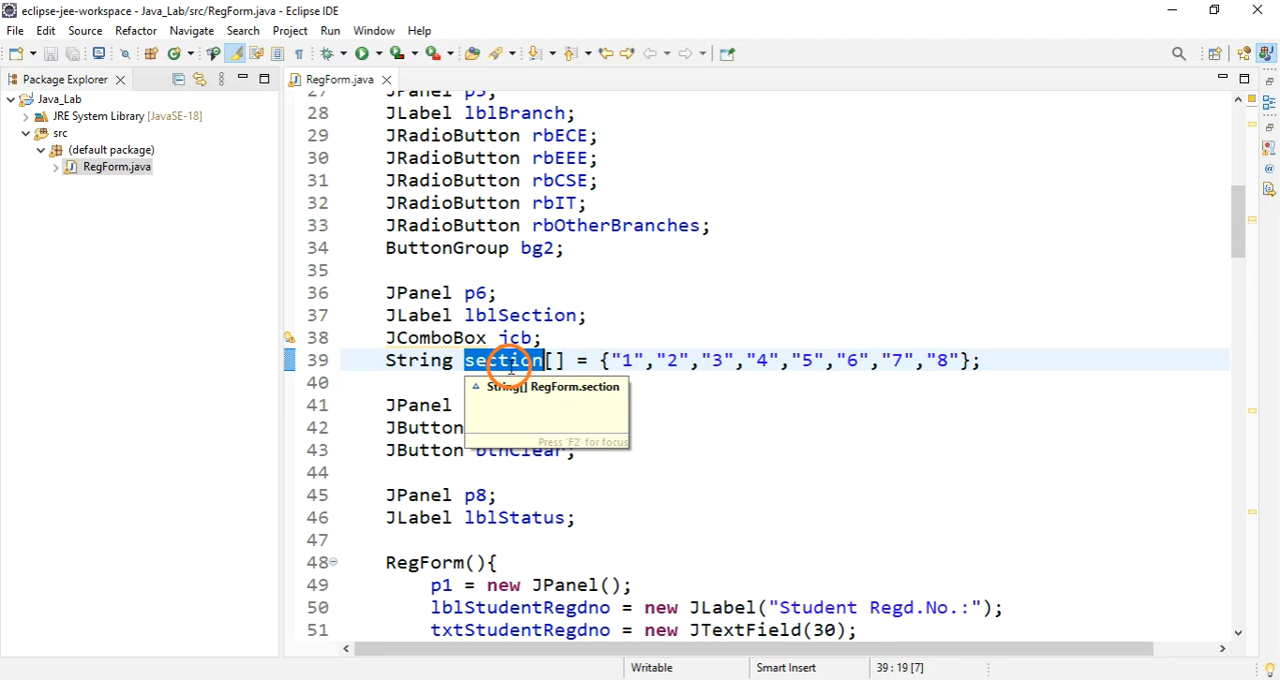 eclipse-jee-workspace - Java_Lab/src/RegForm.java - Eclipse IDE
File Edit Source Refactor Navigate Search Project Run Window Help
Package Explorer
RegForm.java
Java_Lab
JRE System Library [JavaSE-18]
src
(default package)
RegForm.java
27 JPanel p5;
28 JLabel lblBranch;
29 JRadioButton rbECE;
30 JRadioButton rbEEE;
31 JRadioButton rbCSE;
32 JRadioButton rbIT;
33 JRadioButton rbOtherBranches;
34 ButtonGroup bg2;
35
36 JPanel p6;
37 JLabel lblSection;
38 JComboBox jcb;
39 String section[] = {"1","2","3","4","5","6","7","8"};
String[] RegForm.section
Press 'F2' for focus
40
41 JPanel
42 JButton
43 JButton btnClear;
44
45 JPanel p8;
46 JLabel lblStatus;
47
48 RegForm(){
49 p1 = new JPanel();
50 lblStudentRegdno = new JLabel("Student Regd.No.:");
51 txtStudentRegdno = new JTextField(30);
Writable Smart Insert 39 : 19 [7]